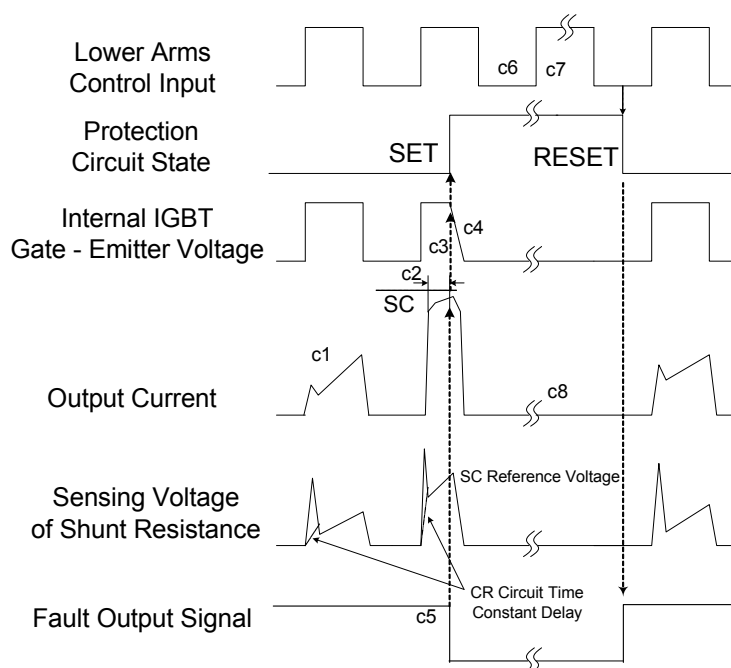 Lower Arms
Control Input
c6
c7
Protection
Circuit State
SET
RESET
Internal IGBT
Gate - Emitter Voltage
c3
c4
c2
SC
c1
Output Current
c8
SC Reference Voltage
Sensing Voltage
of Shunt Resistance
CR Circuit Time
Constant Delay
Fault Output Signal
c5